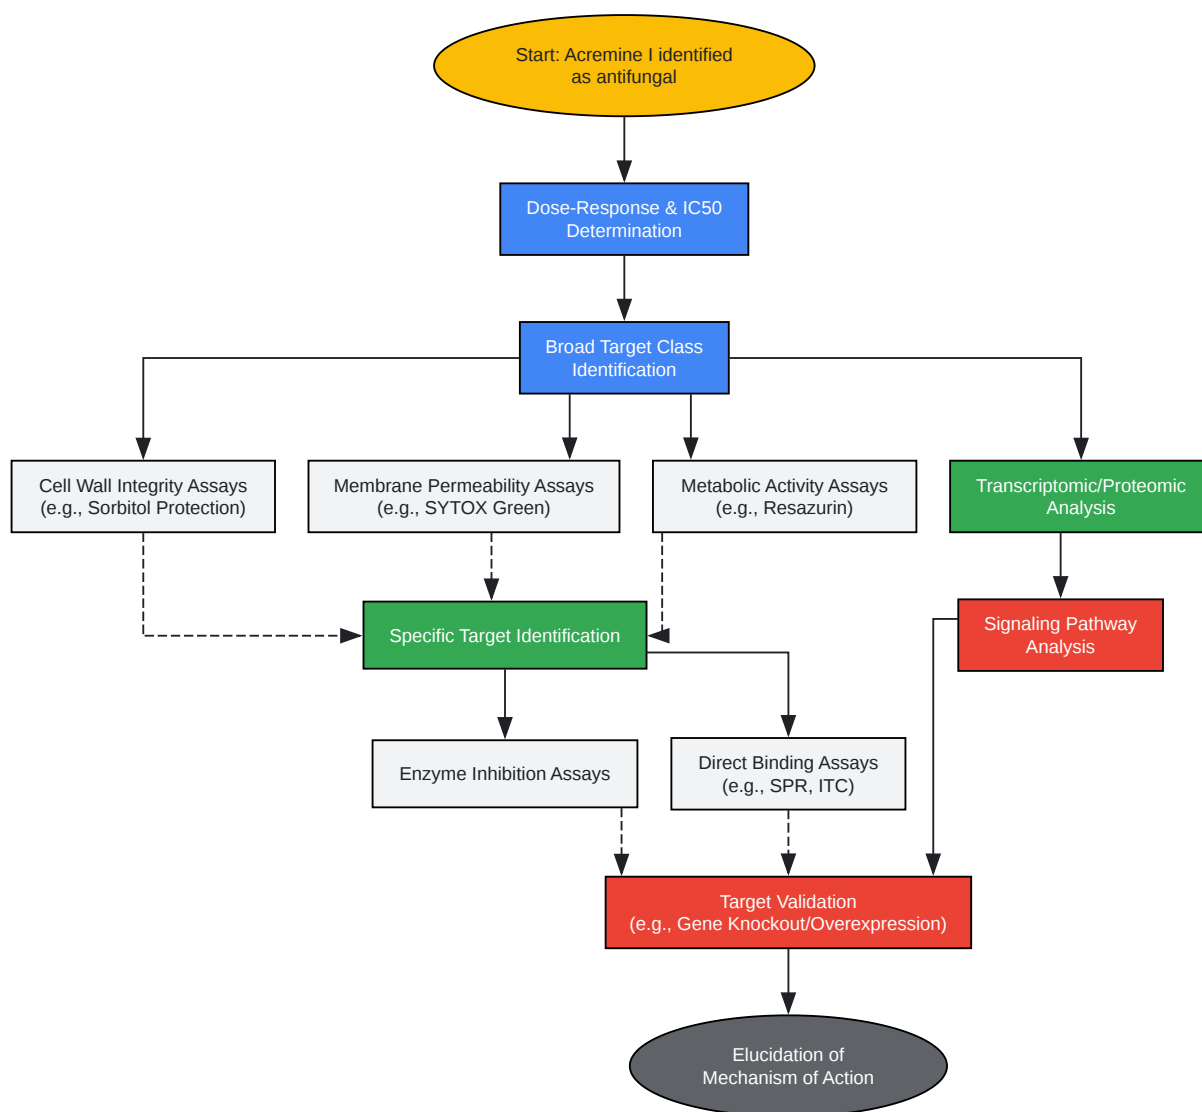 Start: Acremine I identified
as antifungal
Dose-Response & IC50
Determination
Broad Target Class
Identification
Cell Wall Integrity Assays
(e.g., Sorbitol Protection)
Membrane Permeability Assays
(e.g., SYTOX Green)
Metabolic Activity Assays
(e.g., Resazurin)
Transcriptomic/Proteomic
Analysis
Specific Target Identification
Signaling Pathway
Analysis
Enzyme Inhibition Assays
Direct Binding Assays
(e.g., SPR, ITC)
Target Validation
(e.g., Gene Knockout/Overexpression)
Elucidation of
Mechanism of Action